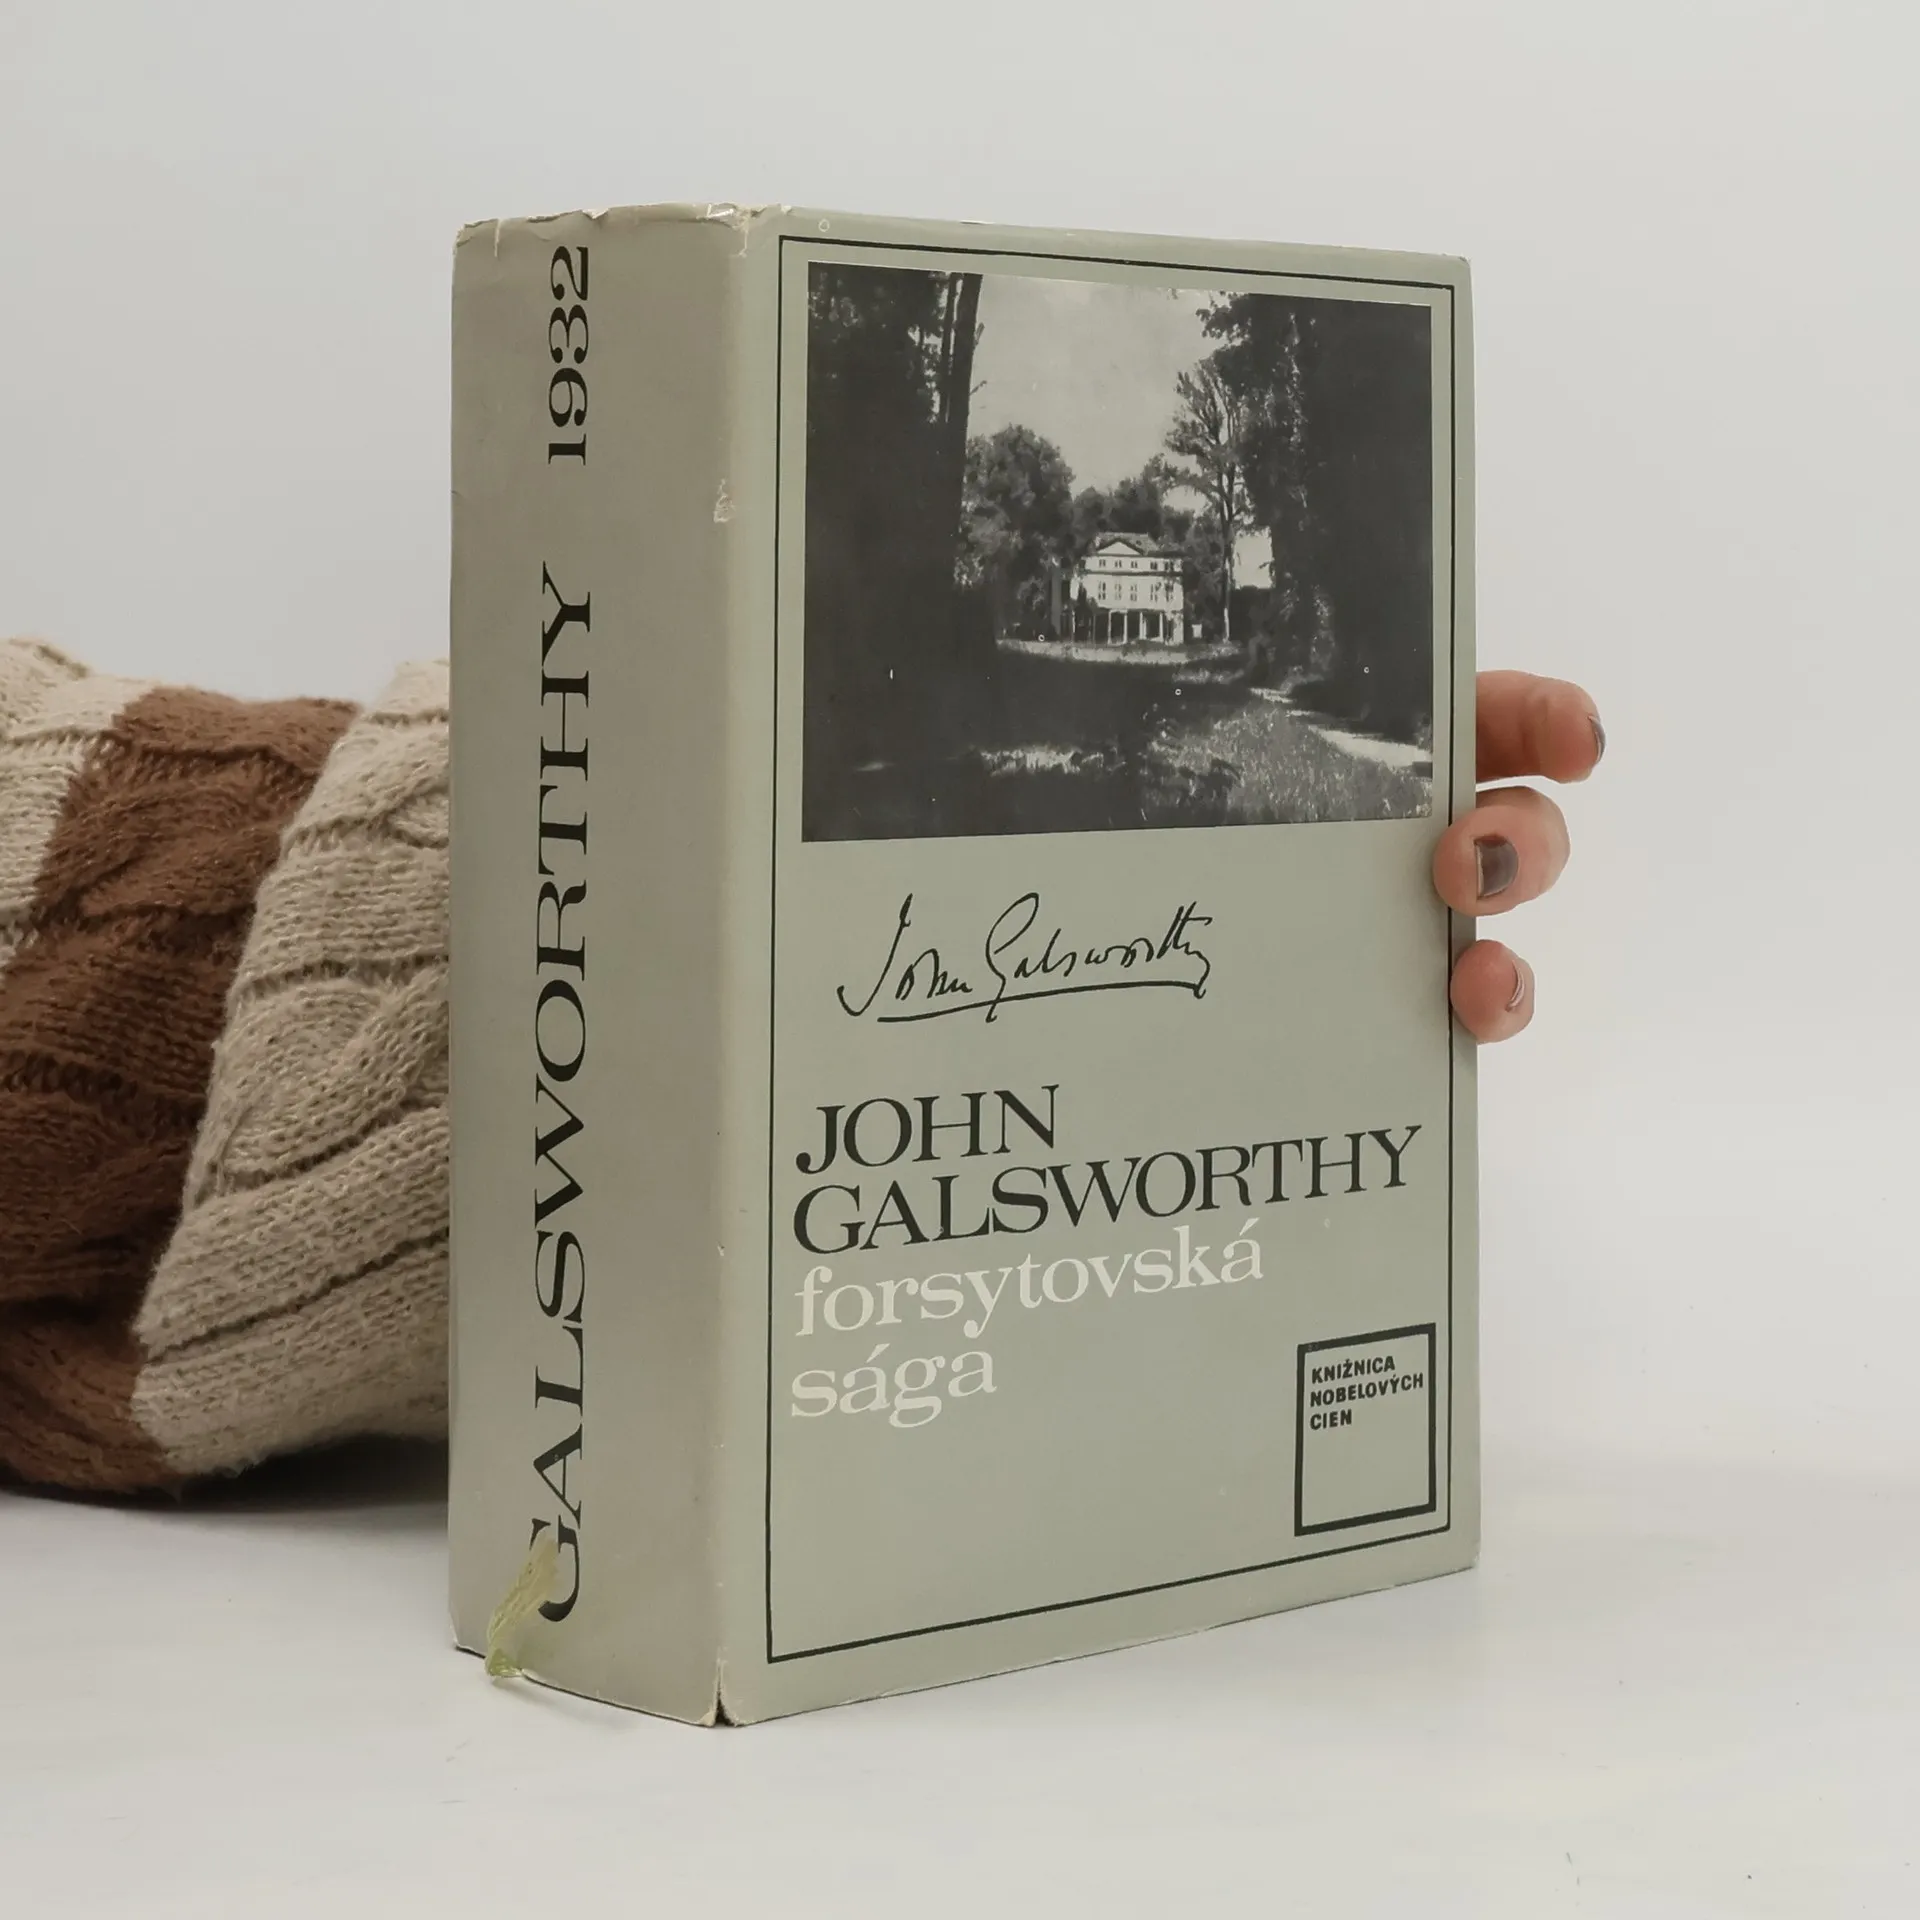 GALSWORTHY 1932
John Galsworthy
JOHN
GALSWORTHY
forsytovská
sága
KNIŽNICA
NOBELOVÝCH
CIEN